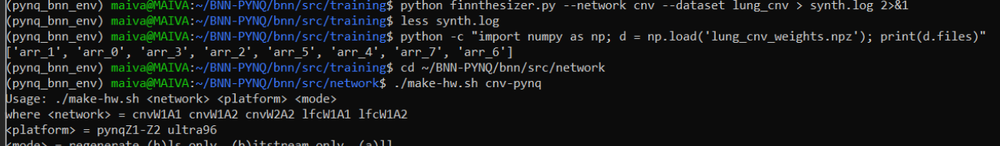 (pynq_bnn_env) maiva@MAIVA:~/BNN-PYNQ/bnn/src/training$ python finnthesizer.py --network cnv --dataset lung_cnv > synth.log 2>&1
(pynq_bnn_env) maiva@MAIVA:~/BNN-PYNQ/bnn/src/training$ less synth.log
(pynq_bnn_env) maiva@MAIVA:~/BNN-PYNQ/bnn/src/training$ python -c "import numpy as np; d = np.load('lung_cnv_weights.npz'); print(d.files)"
['arr_1', 'arr_0', 'arr_3', 'arr_2', 'arr_5', 'arr_4', 'arr_7', 'arr_6']
(pynq_bnn_env) maiva@MAIVA:~/BNN-PYNQ/bnn/src/training$ cd ~/BNN-PYNQ/bnn/src/network
(pynq_bnn_env) maiva@MAIVA:~/BNN-PYNQ/bnn/src/network$ ./make-hw.sh cnv-pynq
Usage: ./make-hw.sh <network> <platform> <mode>
where <network> = cnvW1A1 cnvW1A2 cnvW2A2 lfcW1A1 lfcW1A2
<platform> = pynqZ1-Z2 ultra96
<mode> = regenerate (h)ls only, (b)itstream only, (a)ll